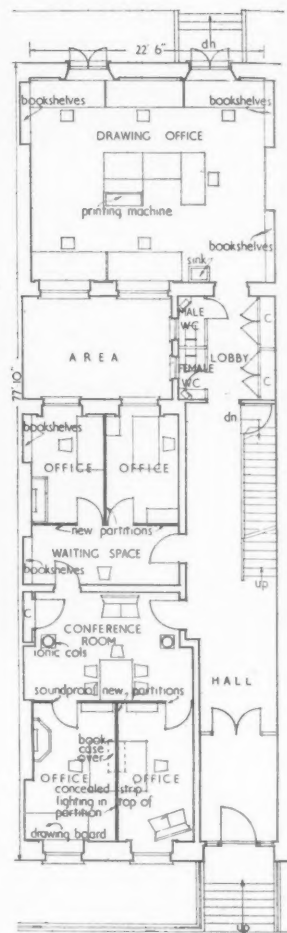 dn
22' 6"
bookshelves bookshelves
DRAWING OFFICE
printing machine
bookshelves
sink
MALE
WC
C
AREA
LOBBY
FEMALE
WC
C
77' 10"
dn
bookshelves
OFFICE OFFICE
new partitions
WAITING SPACE
bookshelves
up
C
CONFERENCE
ROOM
ionic cols
HALL
soundproof new partitions
book
case
over
OFFICE OFFICE
concealed strip
lighting in top of
partition
drawing board
up